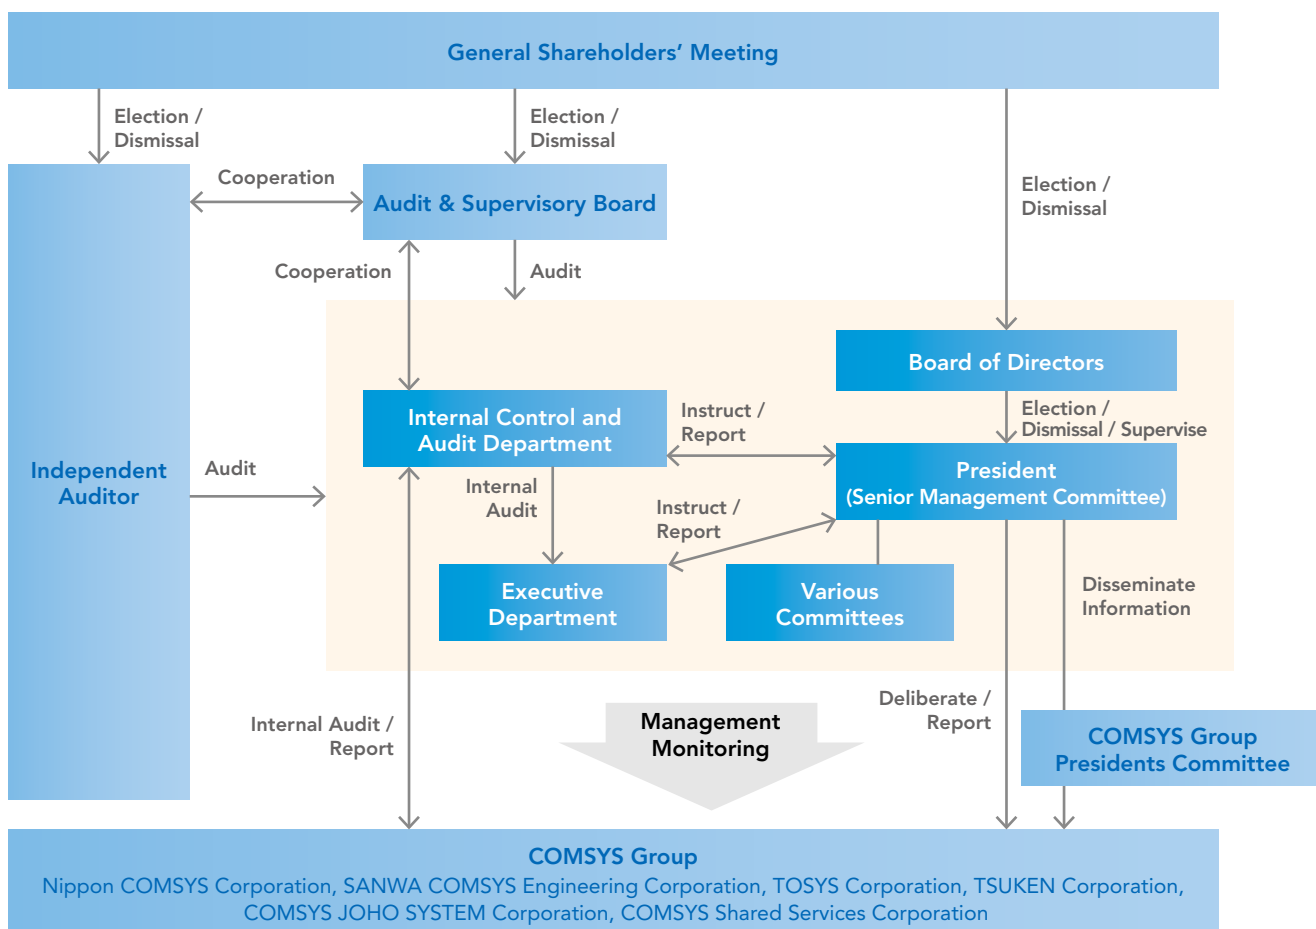 General Shareholders’ Meeting
Election /
Dismissal
Election /
Dismissal
Election /
Dismissal
Cooperation
Audit & Supervisory Board
Cooperation
Audit
Board of Directors
Election /
Dismissal / Supervise
Internal Control and
Audit Department
Instruct /
Report
President
(Senior Management Committee)
Independent
Auditor
Audit
Internal
Audit
Instruct /
Report
Executive
Department
Various
Committees
Disseminate
Information
Internal Audit /
Report
Management
Monitoring
Deliberate /
Report
COMSYS Group
Presidents Committee
COMSYS Group
Nippon COMSYS Corporation, SANWA COMSYS Engineering Corporation, TOSYS Corporation, TSUKEN Corporation,
COMSYS JOHO SYSTEM Corporation, COMSYS Shared Services Corporation